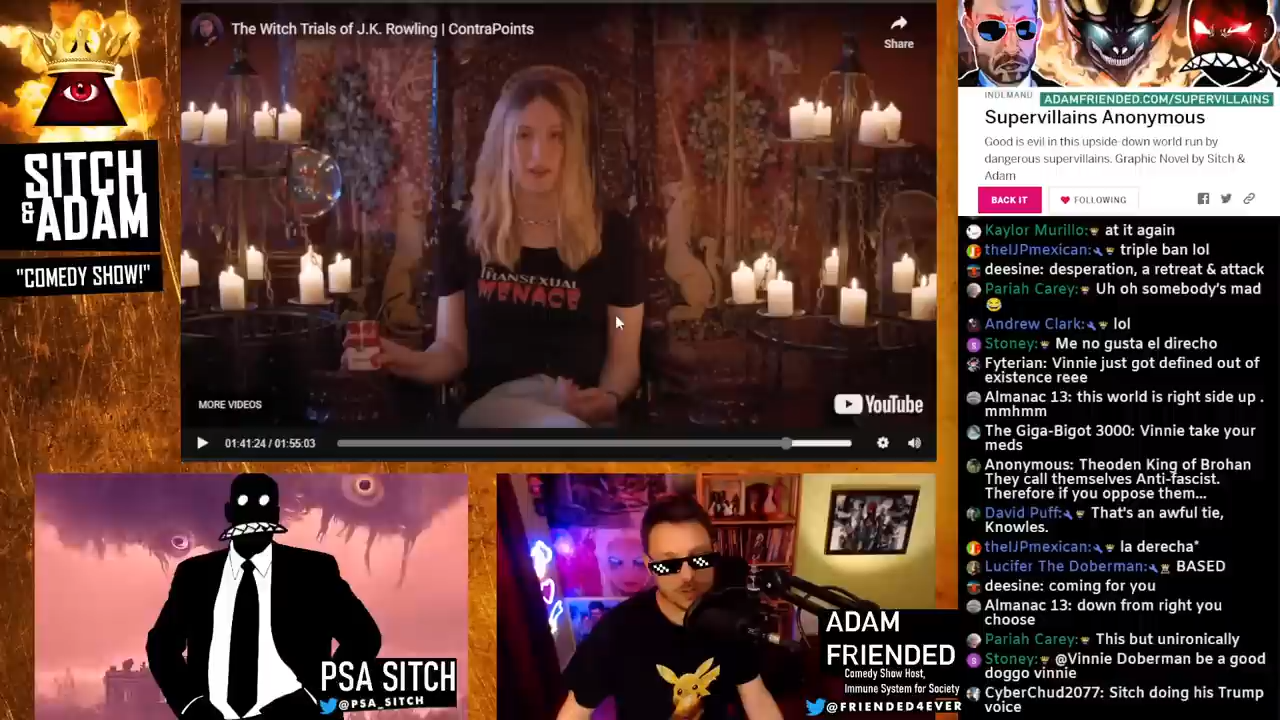 The Witch Trials of J.K. Rowling | ContraPoints
Share
TRANSEXUAL
MENACE
MORE VIDEOS
YouTube
01:41:24 / 01:55:03
SITCH
& ADAM
"COMEDY SHOW!"
PSA SITCH
@PSA_SITCH
ADAM
FRIENDED
Comedy Show Host,
Immune System for Society
@FRIENDED4EVER
INDEMAND
ADAMFRIENDED.COM/SUPERVILLAINS
Supervillains Anonymous
Good is evil in this upside-down world run by
dangerous supervillains. Graphic Novel by Sitch &
Adam
BACK IT
FOLLOWING
Kaylor Murillo: at it again
theIJPmexican: triple ban lol
deesine: desperation, a retreat & attack
Pariah Carey: Uh oh somebody's mad
😂
Andrew Clark: lol
Stoney: Me no gusta el direcho
Fyterian: Vinnie just got defined out of
existence reee
Almanac 13: this world is right side up .
mmhmm
The Giga-Bigot 3000: Vinnie take your
meds
Anonymous: Theoden King of Brohan
They call themselves Anti-fascist.
Therefore if you oppose them...
David Puff: That's an awful tie,
Knowles.
theIJPmexican: la derecha*
Lucifer The Doberman: BASED
deesine: coming for you
Almanac 13: down from right you
choose
Pariah Carey: This but unironically
Stoney: @Vinnie Doberman be a good
doggo vinnie
CyberChud2077: Sitch doing his Trump
voice